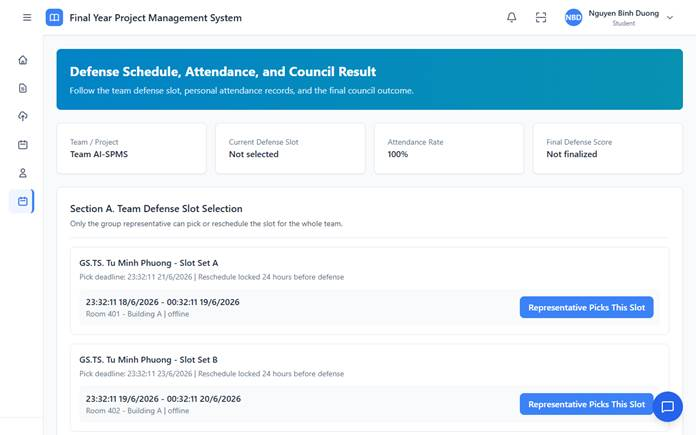 Final Year Project Management System
NBD
Nguyen Binh Duong
Student
Defense Schedule, Attendance, and Council Result
Follow the team defense slot, personal attendance records, and the final council outcome.
Team / Project
Team AI-SPMS
Current Defense Slot
Not selected
Attendance Rate
100%
Final Defense Score
Not finalized
Section A. Team Defense Slot Selection
Only the group representative can pick or reschedule the slot for the whole team.
GS.TS. Tu Minh Phuong - Slot Set A
Pick deadline: 23:32:11 21/6/2026 | Reschedule locked 24 hours before defense
23:32:11 18/6/2026 - 00:32:11 19/6/2026
Room 401 - Building A | offline
Representative Picks This Slot
GS.TS. Tu Minh Phuong - Slot Set B
Pick deadline: 23:32:11 23/6/2026 | Reschedule locked 24 hours before defense
23:32:11 19/6/2026 - 00:32:11 20/6/2026
Room 402 - Building A | offline
Representative Picks This Slot